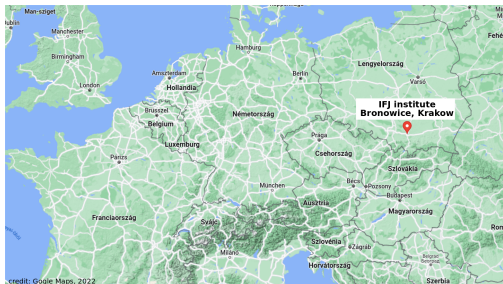 Man-sziget
Manchester
Birmingham
London
Hamburg
Amszterdam
Hollandia
Berlin
Lengyelország
Varsó
IFJ institute
Bronowice, Krakow
Brüsszel
Belgium
Németország
Luxemburg
Prága
Csehország
Szlovákia
Párizs
München
Bécs
Pozsony
Budapest
Ausztria
Magyarország
Franciaország
Svájc
Szlovénia
Zágráb
Milánó
Horvátország
Belgrád
Szerbia
credit: Google Maps, 2022